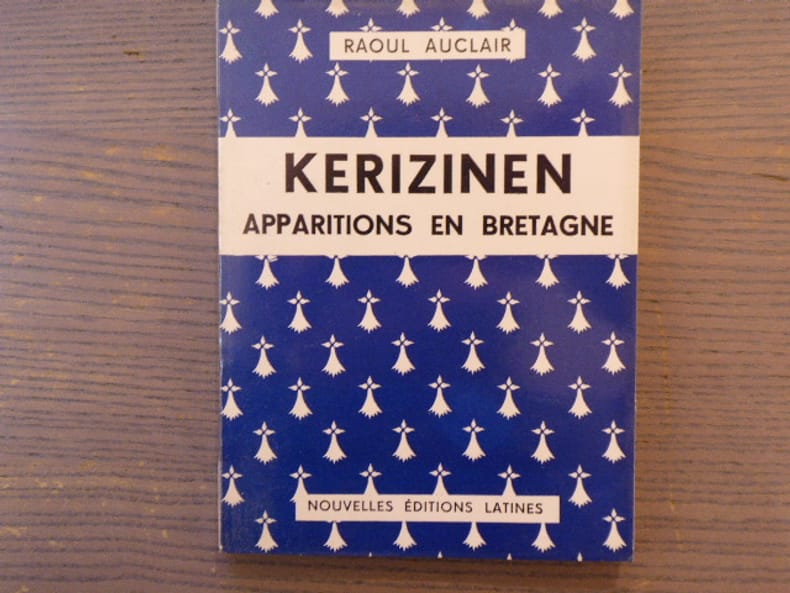 RAOUL AUCLAIR
KERIZINEN
APPARITIONS EN BRETAGNE
NOUVELLES ÉDITIONS LATINES